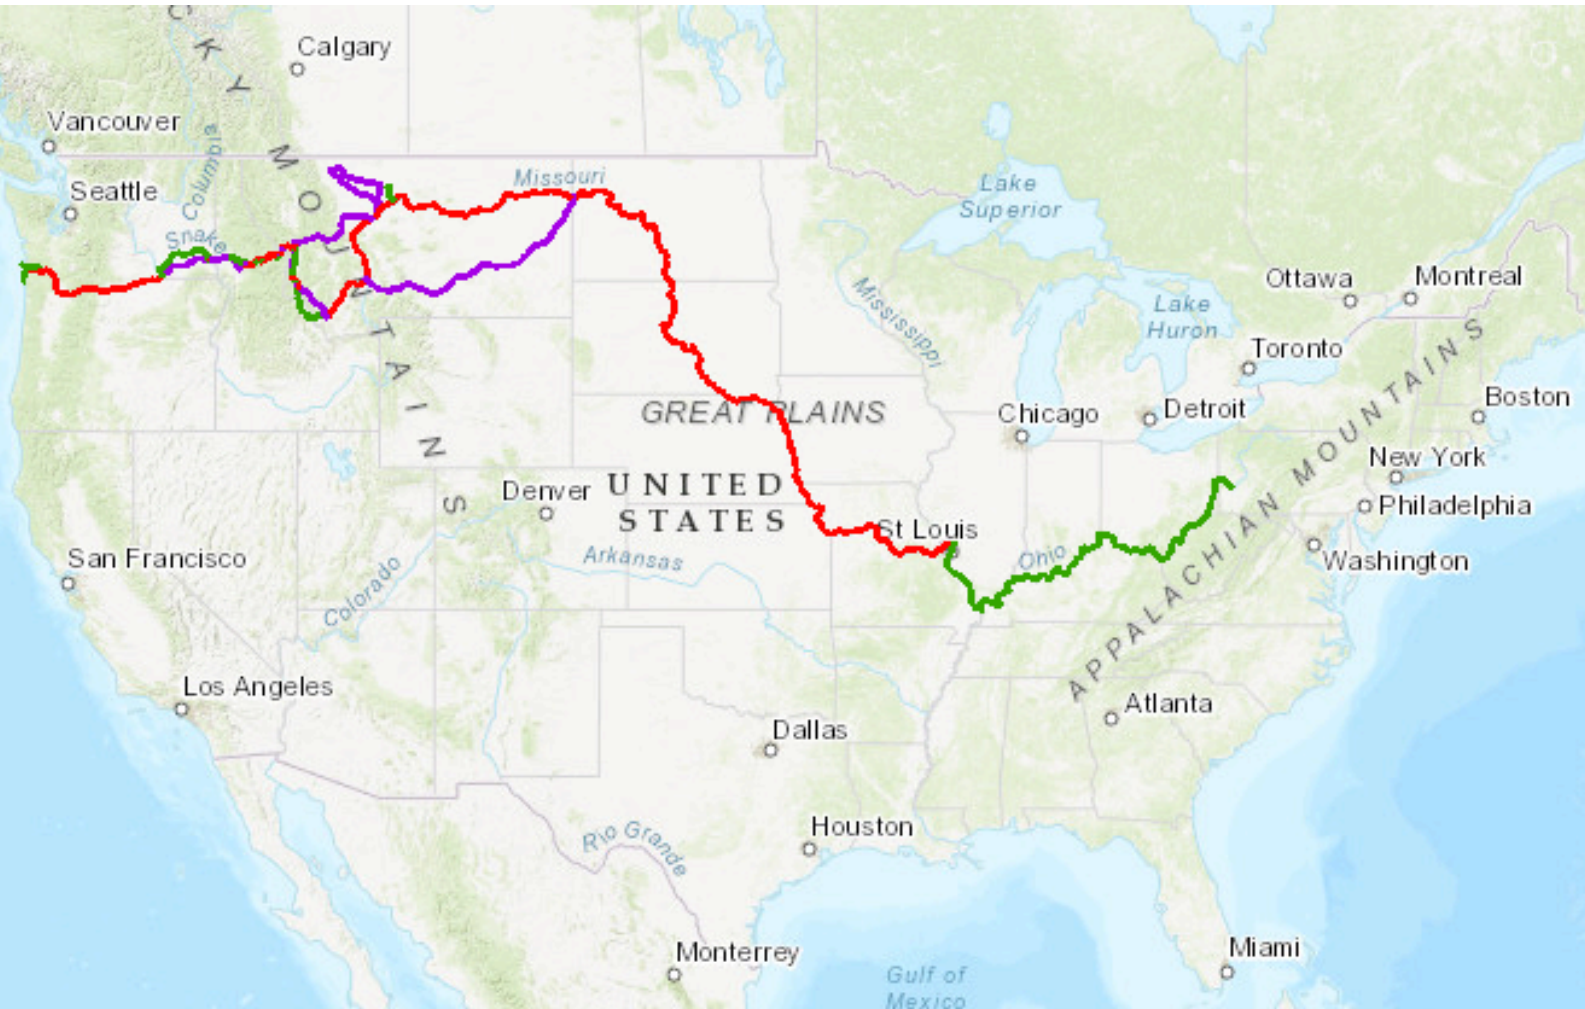 Calgary
Vancouver
Seattle
Columbia
Snake
ROCKY MOUNTAINS
Missouri
Lake
Superior
Mississippi
Lake
Huron
Ottawa
Montreal
Toronto
Boston
Chicago
Detroit
New York
Philadelphia
Washington
APPALACHIAN MOUNTAINS
GREAT PLAINS
UNITED
STATES
Denver
St Louis
Ohio
Arkansas
Colorado
San Francisco
Los Angeles
Dallas
Atlanta
Houston
Rio Grande
Monterrey
Miami
Gulf of
Mexico